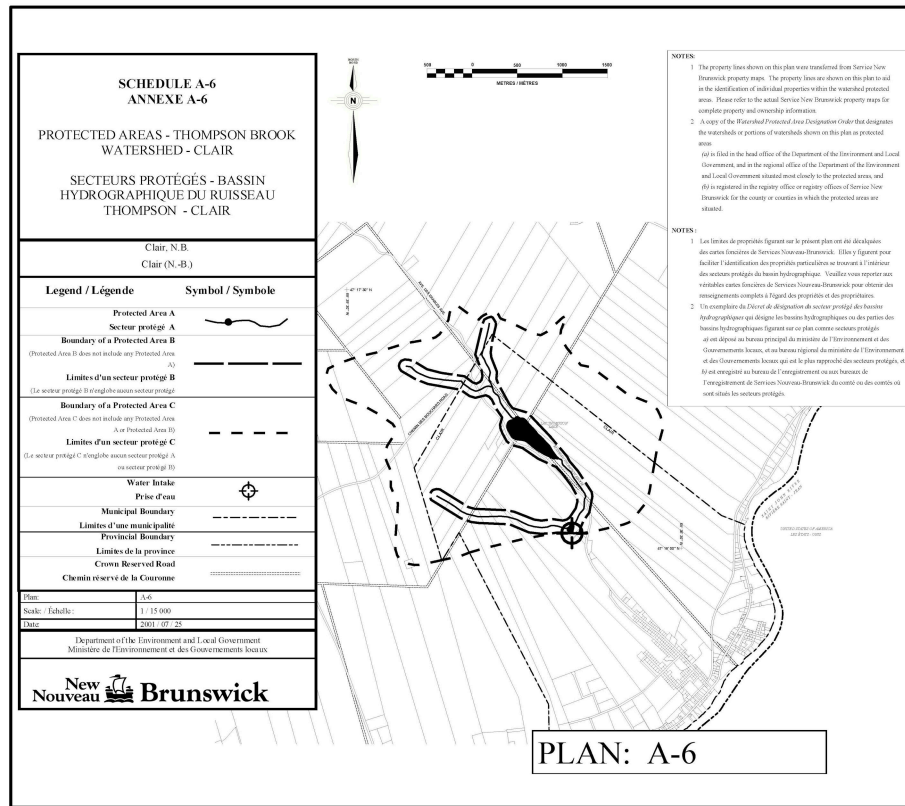 SCHEDULE A-6
ANNEXE A-6
PROTECTED AREAS - THOMPSON BROOK
WATERSHED - CLAIR
SECTEURS PROTÉGÉS - BASSIN
HYDROGRAPHIQUE DU RUISSEAU
THOMPSON - CLAIR
Clair, N.B.
Clair (N.-B.)
Legend / Légende Symbol / Symbole
Protected Area A
Secteur protégé A
Boundary of a Protected Area B
(Protected Area B does not include any Protected Area
A)
Limites d'un secteur protégé B
(Le secteur protégé B n'englobe aucun secteur protégé
Boundary of a Protected Area C
(Protected Area C does not include any Protected Area
A or Protected Area B)
Limites d'un secteur protégé C
(Le secteur protégé C n'englobe aucun secteur protégé A
ou secteur protégé B)
Water Intake
Prise d'eau
Municipal Boundary
Limites d'une municipalité
Provincial Boundary
Limites de la province
Crown Reserved Road
Chemin réservé de la Couronne
Plan: A-6
Scale: / Échelle : 1 / 15 000
Date: 2001 / 07 / 25
Department of the Environment and Local Government
Ministère de l'Environnement et des Gouvernements locaux
New
Nouveau Brunswick
N
500 0 500 1000 1500
METRES / MÈTRES
NOTES:
1 The property lines shown on this plan were transferred from Service New
Brunswick property maps. The property lines are shown on this plan to aid
in the identification of individual properties within the watershed protected
areas. Please refer to the actual Service New Brunswick property maps for
complete property and ownership information.
2 A copy of the Watershed Protected Area Designation Order that designates
the watersheds or portions of watersheds shown on this plan as protected
areas
(a) is filed in the head office of the Department of the Environment and Local
Government, and in the regional office of the Department of the Environment
and Local Government situated most closely to the protected areas, and
(b) is registered in the registry office or registry offices of Service New
Brunswick for the county or counties in which the protected areas are
situated.
NOTES :
1 Les limites de propriétés figurant sur le présent plan ont été décalquées
des cartes foncières de Services Nouveau-Brunswick. Elles y figurent pour
faciliter l'identification des propriétés particulières se trouvant à l'intérieur
des secteurs protégés du bassin hydrographique. Veuillez vous reporter aux
véritables cartes foncières de Services Nouveau-Brunswick pour obtenir des
renseignements complets à l'égard des propriétés et des propriétaires.
2 Un exemplaire du Décret de désignation du secteur protégé des bassins
hydrographiques qui désigne les bassins hydrographiques ou des parties des
bassins hydrographiques figurant sur ce plan comme secteurs protégés
a) est déposé au bureau principal du ministère de l'Environnement et des
Gouvernements locaux, et au bureau régional du ministère de l'Environnement
et des Gouvernements locaux qui est le plus rapproché des secteurs protégés, et
b) est enregistré au bureau de l'enregistrement ou aux bureaux de
l'enregistrement de Services Nouveau-Brunswick du comté ou des comtés où
sont situés les secteurs protégés.
47° 17' 00" N
CLAIR
CLAIR
SAINT JOHN RIVER
UNITED STATES OF AMERICA
PLAN: A-6